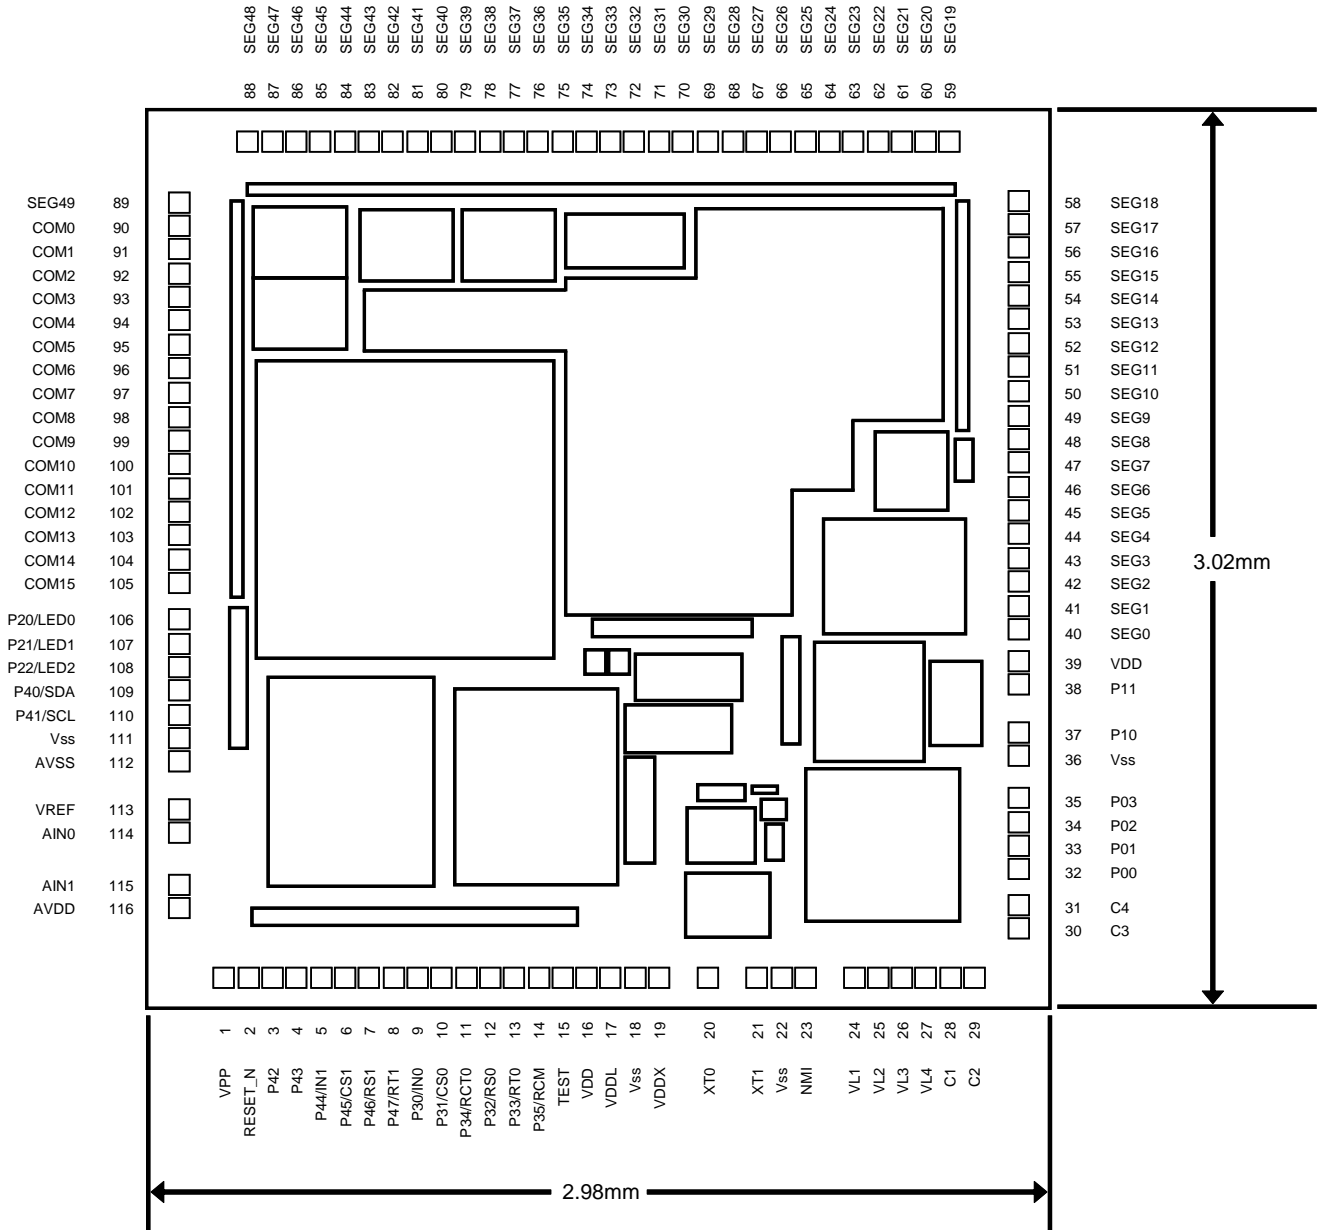 SEG48 SEG47 SEG46 SEG45 SEG44 SEG43 SEG42 SEG41 SEG40 SEG39 SEG38 SEG37 SEG36 SEG35 SEG34 SEG33 SEG32 SEG31 SEG30 SEG29 SEG28 SEG27 SEG26 SEG25 SEG24 SEG23 SEG22 SEG21 SEG20 SEG19
88 87 86 85 84 83 82 81 80 79 78 77 76 75 74 73 72 71 70 69 68 67 66 65 64 63 62 61 60 59
SEG49 89
COM0 90
COM1 91
COM2 92
COM3 93
COM4 94
COM5 95
COM6 96
COM7 97
COM8 98
COM9 99
COM10 100
COM11 101
COM12 102
COM13 103
COM14 104
COM15 105
P20/LED0 106
P21/LED1 107
P22/LED2 108
P40/SDA 109
P41/SCL 110
Vss 111
AVSS 112
VREF 113
AIN0 114
AIN1 115
AVDD 116
58 SEG18
57 SEG17
56 SEG16
55 SEG15
54 SEG14
53 SEG13
52 SEG12
51 SEG11
50 SEG10
49 SEG9
48 SEG8
47 SEG7
46 SEG6
45 SEG5
44 SEG4
43 SEG3
42 SEG2
41 SEG1
40 SEG0
39 VDD
38 P11
37 P10
36 Vss
35 P03
34 P02
33 P01
32 P00
31 C4
30 C3
3.02mm
1 2 3 4 5 6 7 8 9 10 11 12 13 14 15 16 17 18 19 20 21 22 23 24 25 26 27 28 29
VPP RESET_N P42 P43 P44/IN1 P45/CS1 P46/RS1 P47/RT1 P30/IN0 P31/CS0 P34/RCT0 P32/RS0 P33/RT0 P35/RCM TEST VDD VDDL Vss VDDX XT0 XT1 Vss NMI VL1 VL2 VL3 VL4 C1 C2
2.98mm